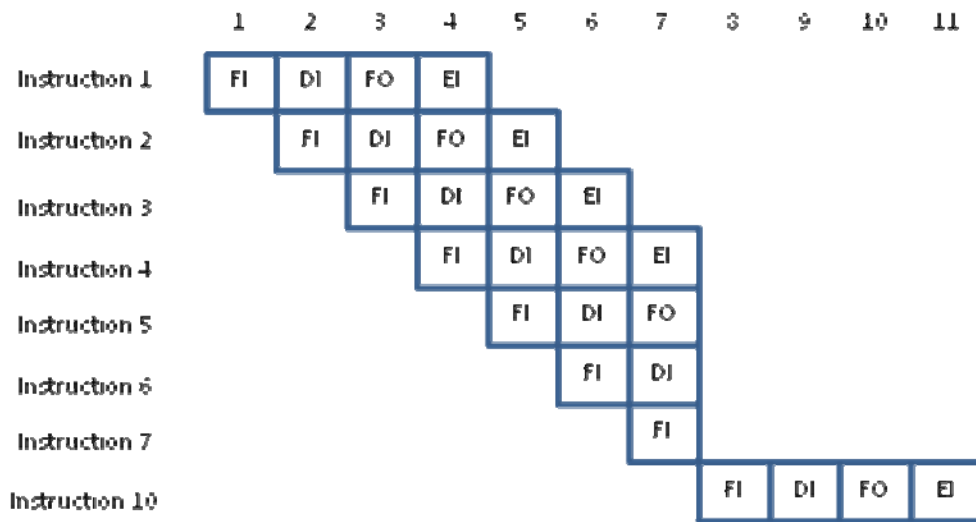 1 2 3 4 5 6 7 8 9 10 11
Instruction 1 FI DI FO EI
Instruction 2 FI DI FO EI
Instruction 3 FI DI FO EI
Instruction 4 FI DI FO EI
Instruction 5 FI DI FO
Instruction 6 FI DI
Instruction 7 FI
Instruction 10 FI DI FO EI